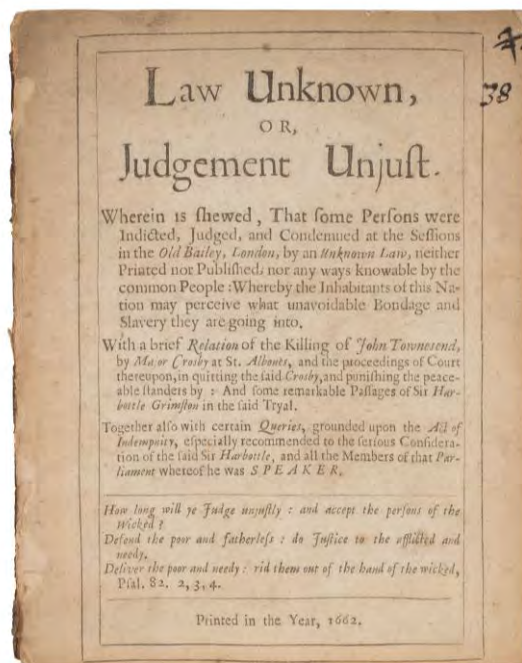 38
Law Unknown,
OR,
Judgement Unjuſt.
Wherein is ſhewed, That ſome Perſons were
Indicted, Judged, and Condemned at the Seſſions
in the Old Bailey, London, by an Unknown Law, neither
Printed nor Publiſhed, nor any ways knowable by the
common People: Whereby the Inhabitants of this Na-
tion may perceive what unavoidable Bondage and
Slavery they are going into.
With a brief Relation of the Killing of John Townesend,
by Major Crosby at St. Albones, and the proceedings of Court
thereupon, in quitting the ſaid Crosby, and puniſhing the peace-
able ſtanders by: And ſome remarkable Paſſages of Sir Har-
bottle Grimſton in the ſaid Tryal.
Together alſo with certain Queries, grounded upon the Act of
Indempnity, eſpecially recommended to the ſerious Conſidera-
tion of the ſaid Sir Harbottle, and all the Members of that Par-
liament whereof he was SPEAKER.
How long will ye Judge unjuſtly: and accept the perſons of the
Wicked?
Defend the poor and fatherleſs: do Juſtice to the afflicted and
needy.
Deliver the poor and needy: rid them out of the hand of the wicked,
Pſal. 82. 2, 3, 4.
Printed in the Year, 1662.